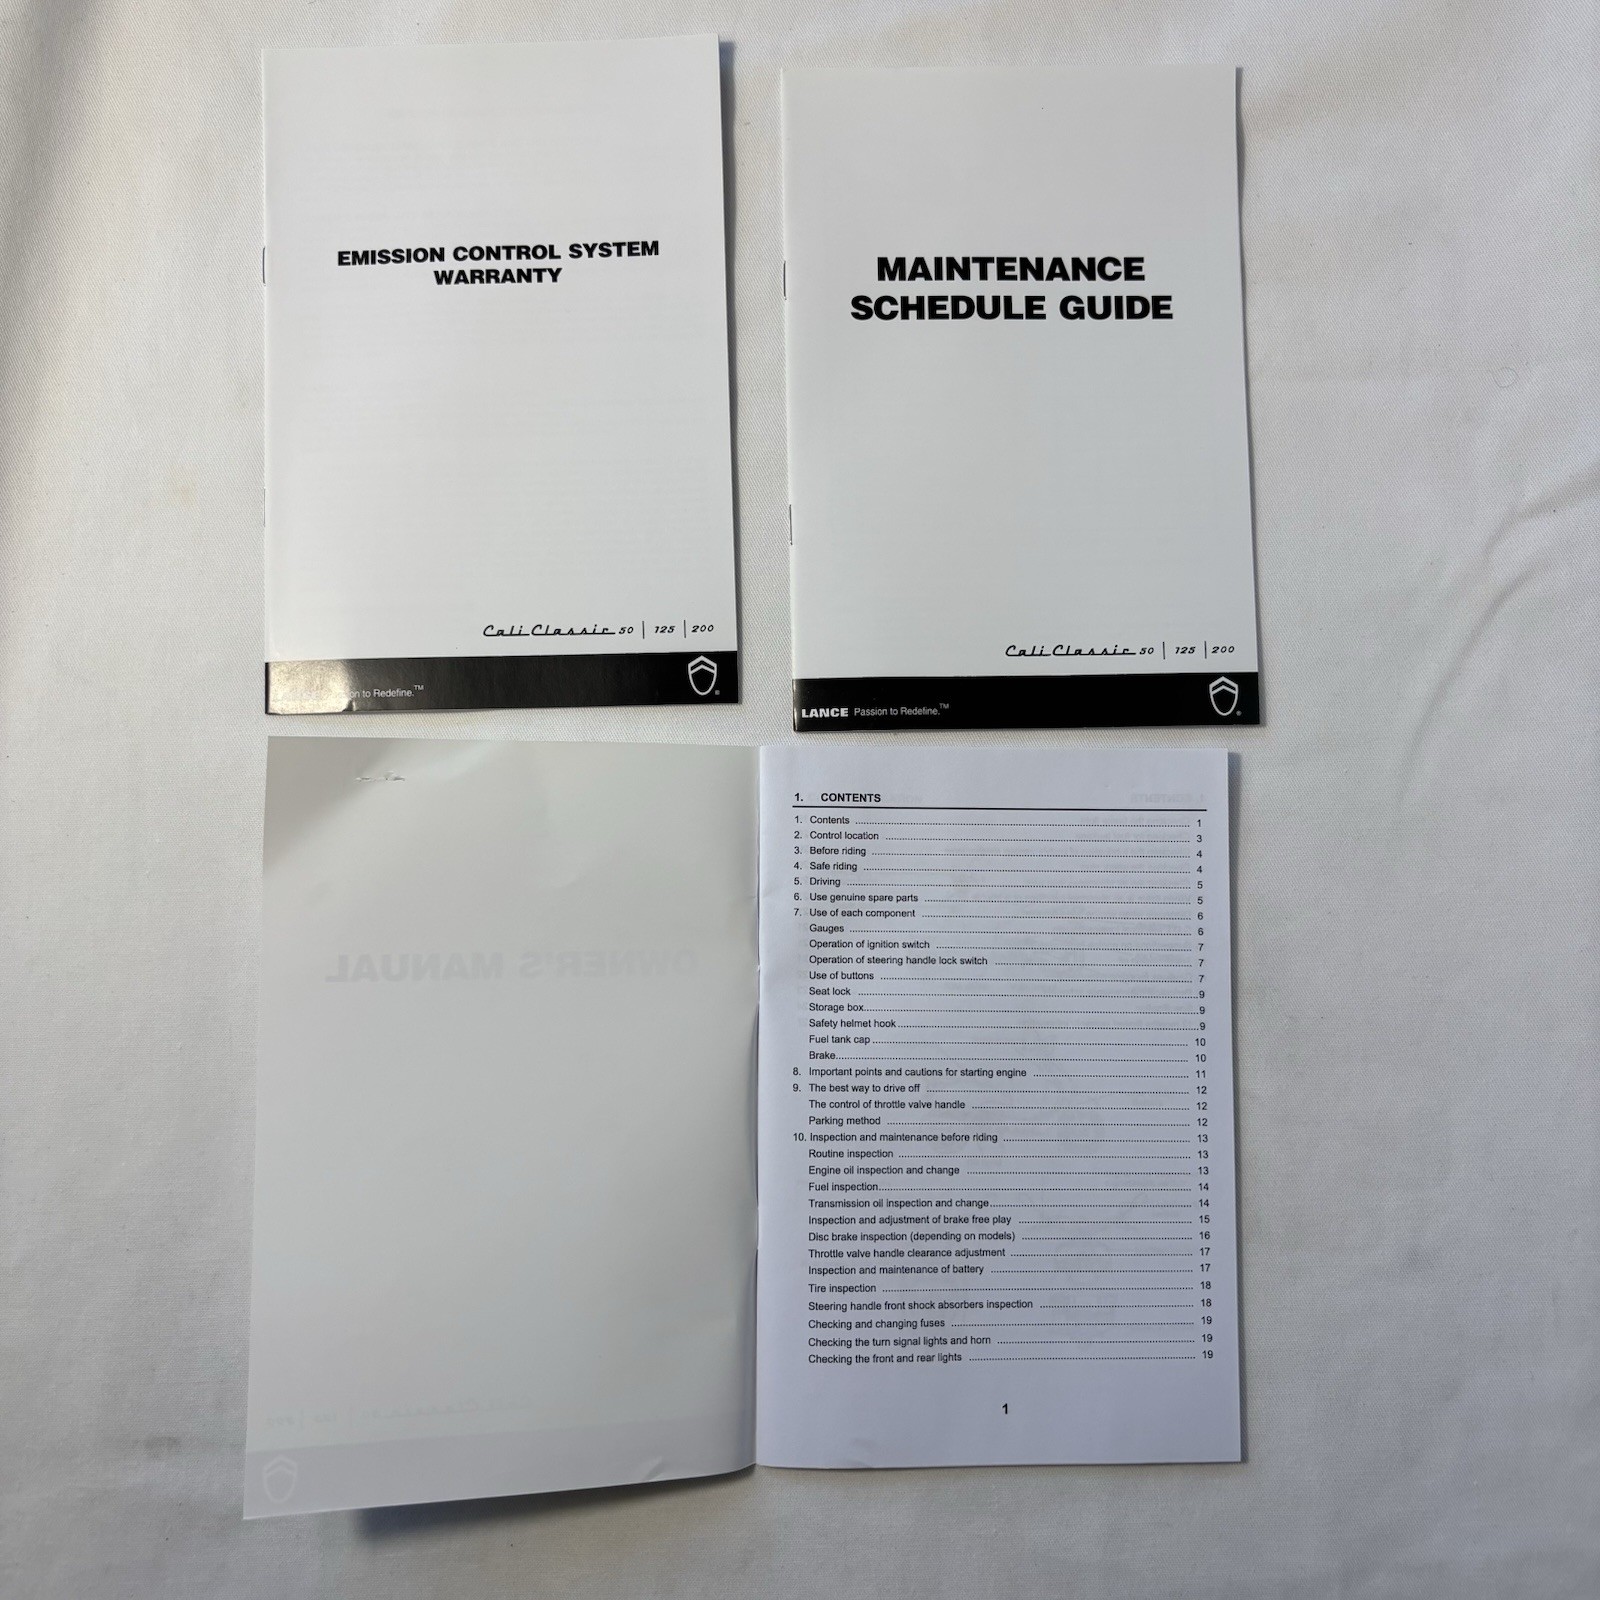 EMISSION CONTROL SYSTEM
WARRANTY
Cali Classic 50 | 125 | 200
on to Redefine.™
MAINTENANCE
SCHEDULE GUIDE
Cali Classic 50 | 125 | 200
LANCE Passion to Redefine.™
OWNER'S MANUAL
1. CONTENTS
1. Contents 1
2. Control location 3
3. Before riding 4
4. Safe riding 4
5. Driving 5
6. Use genuine spare parts 5
7. Use of each component 6
Gauges 6
Operation of ignition switch 7
Operation of steering handle lock switch 7
Use of buttons 7
Seat lock 9
Storage box 9
Safety helmet hook 9
Fuel tank cap 10
Brake 10
8. Important points and cautions for starting engine 11
9. The best way to drive off 12
The control of throttle valve handle 12
Parking method 12
10. Inspection and maintenance before riding 13
Routine inspection 13
Engine oil inspection and change 13
Fuel inspection 14
Transmission oil inspection and change 14
Inspection and adjustment of brake free play 15
Disc brake inspection (depending on models) 16
Throttle valve handle clearance adjustment 17
Inspection and maintenance of battery 17
Tire inspection 18
Steering handle front shock absorbers inspection 18
Checking and changing fuses 19
Checking the turn signal lights and horn 19
Checking the front and rear lights 19
1